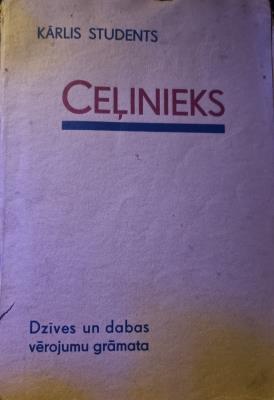 KĀRLIS STUDENTS
CEĻINIEKS
Dzīves un dabas
vērojumu grāmata